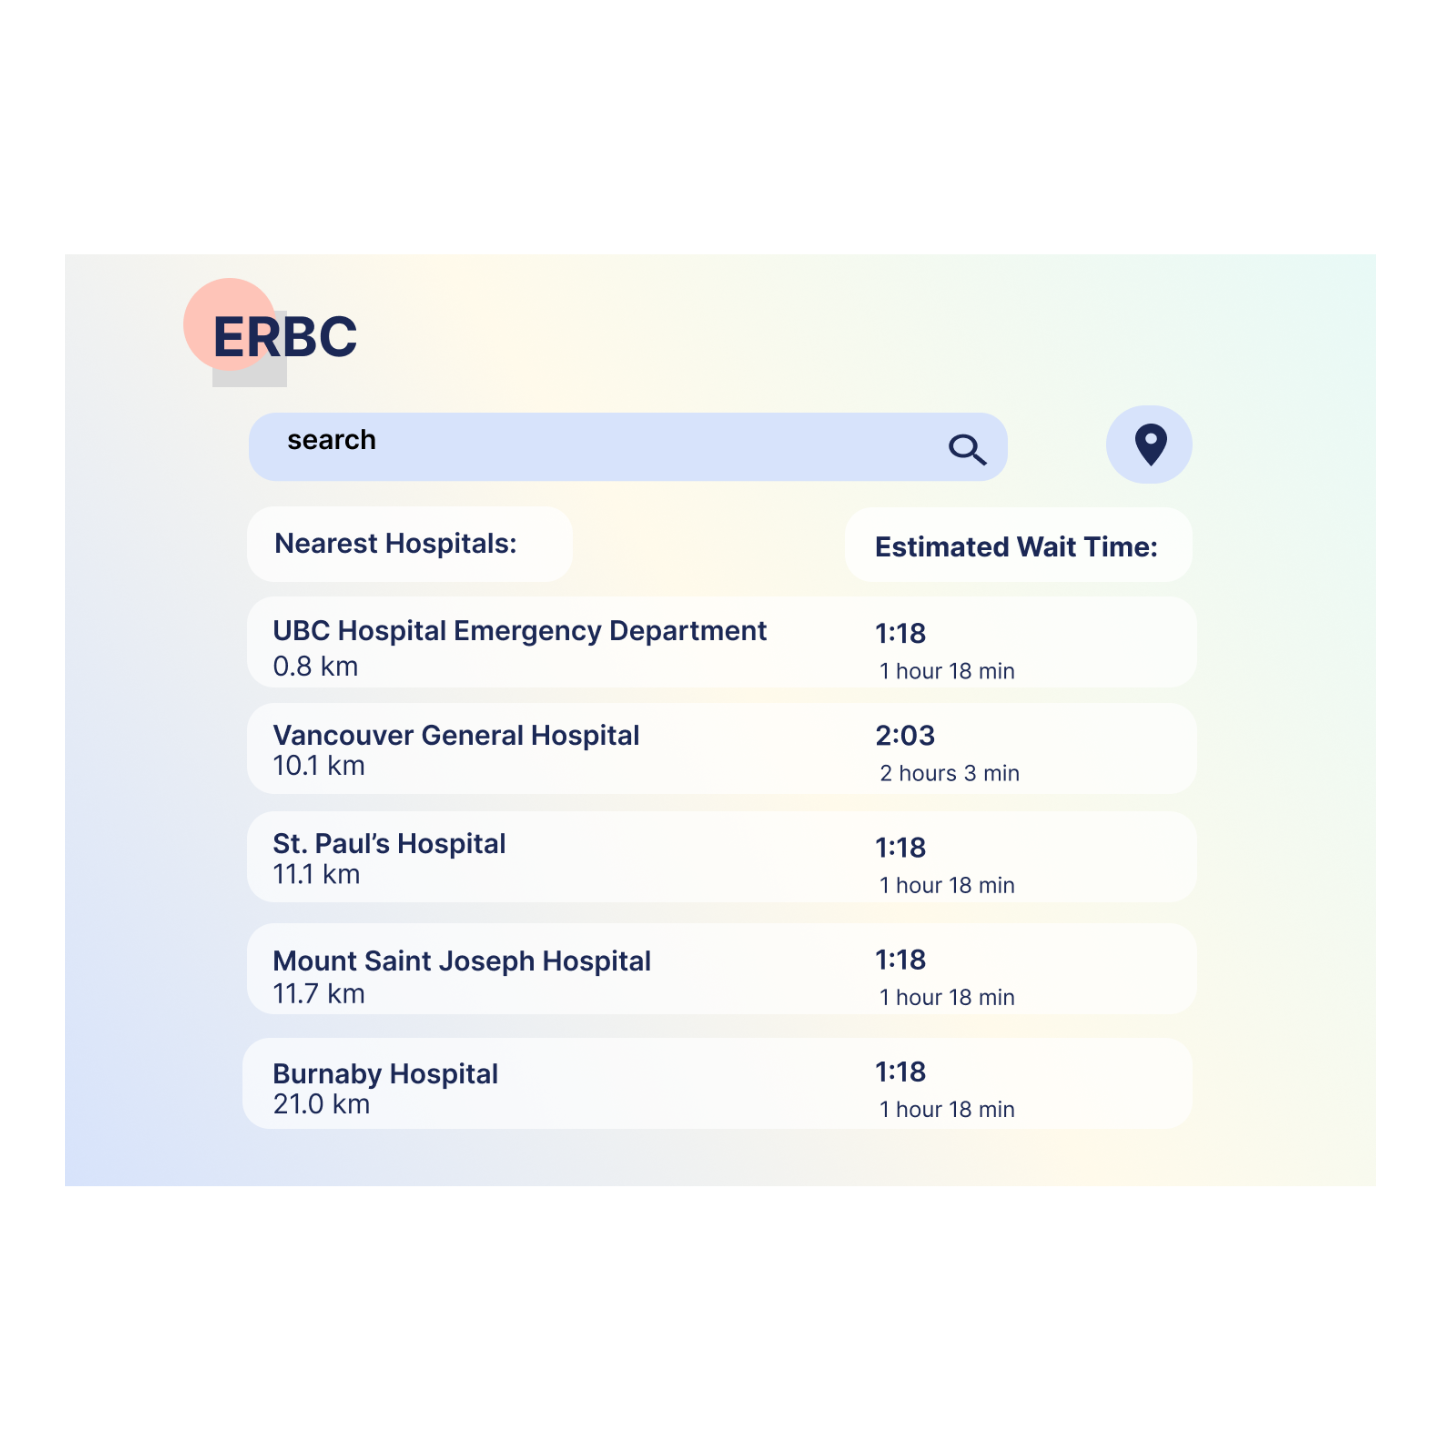 ERBC
search
Nearest Hospitals:
Estimated Wait Time:
UBC Hospital Emergency Department
0.8 km
1:18
1 hour 18 min
Vancouver General Hospital
10.1 km
2:03
2 hours 3 min
St. Paul’s Hospital
11.1 km
1:18
1 hour 18 min
Mount Saint Joseph Hospital
11.7 km
1:18
1 hour 18 min
Burnaby Hospital
21.0 km
1:18
1 hour 18 min